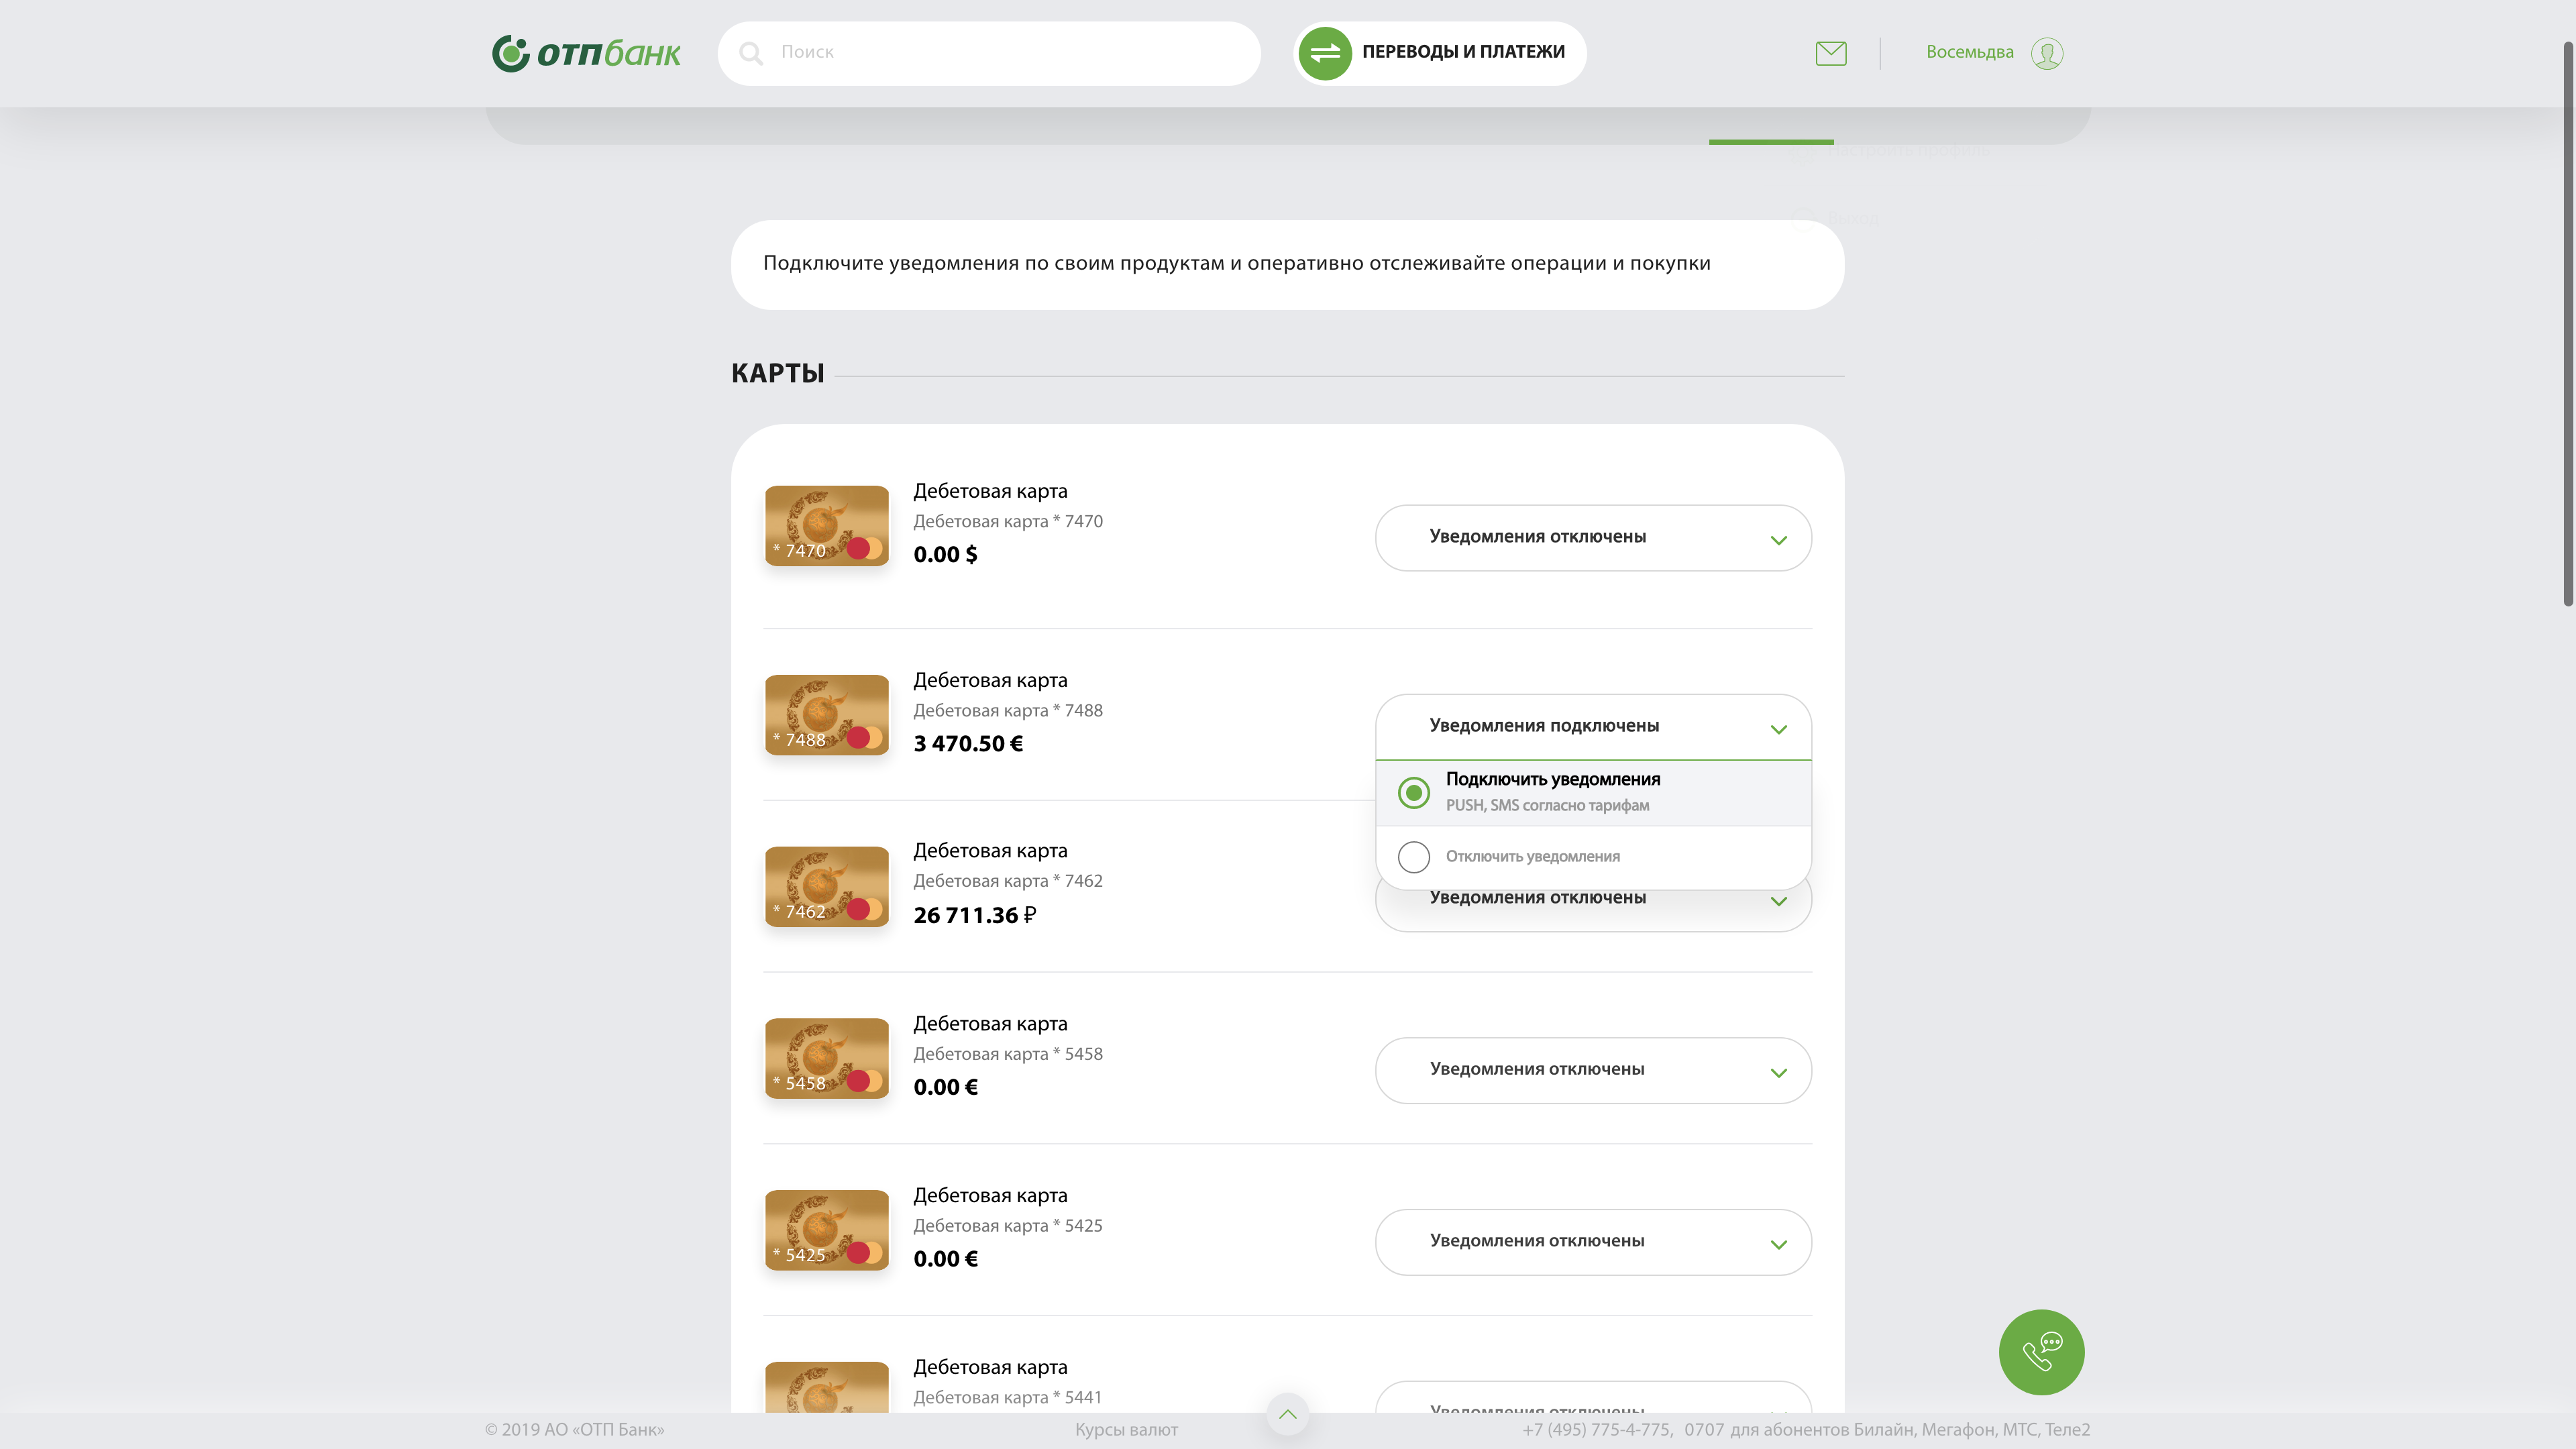 отпбанк
Поиск
ПЕРЕВОДЫ И ПЛАТЕЖИ
Восемьдва
Подключите уведомления по своим продуктам и оперативно отслеживайте операции и покупки
КАРТЫ
* 7470
Дебетовая карта
Дебетовая карта * 7470
0.00 $
Уведомления отключены
* 7488
Дебетовая карта
Дебетовая карта * 7488
3 470.50 €
Уведомления подключены
Подключить уведомления
PUSH, SMS согласно тарифам
Отключить уведомления
* 7462
Дебетовая карта
Дебетовая карта * 7462
26 711.36 ₽
Уведомления отключены
* 5458
Дебетовая карта
Дебетовая карта * 5458
0.00 €
Уведомления отключены
* 5425
Дебетовая карта
Дебетовая карта * 5425
0.00 €
Уведомления отключены
Дебетовая карта
Дебетовая карта * 5441
Уведомления отключены
© 2019 АО «ОТП Банк»
Курсы валют
+7 (495) 775-4-775, 0707 для абонентов Билайн, Мегафон, МТС, Теле2